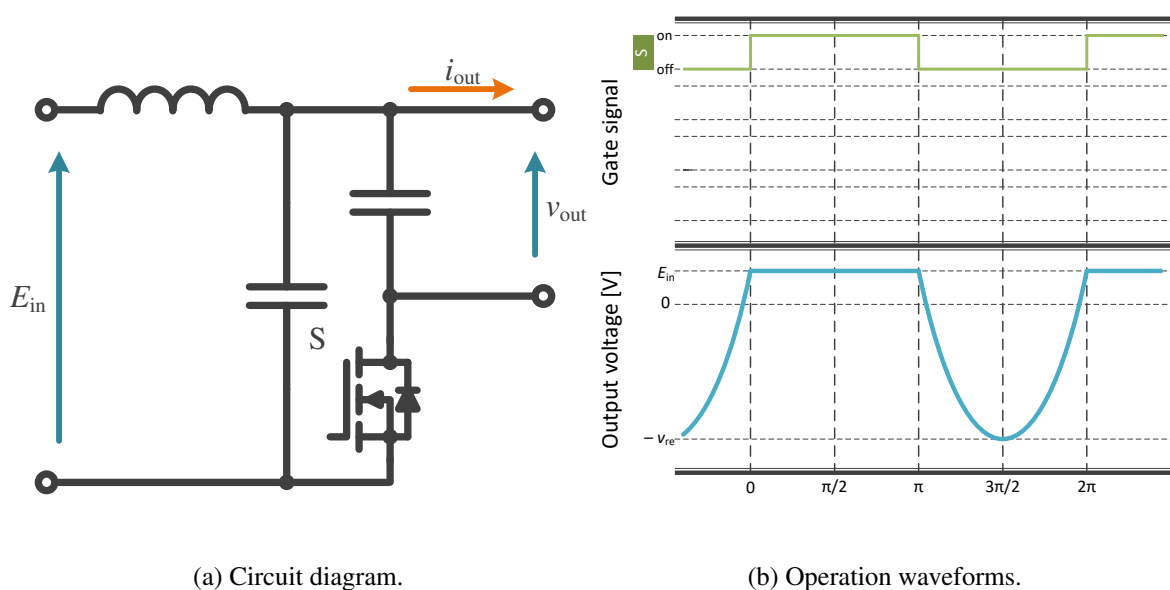 i_out
E_in
v_out
S
(a) Circuit diagram.
Gate signal
S
on
off
Output voltage [V]
E_in
0
− v_re
0 π/2 π 3π/2 2π
(b) Operation waveforms.